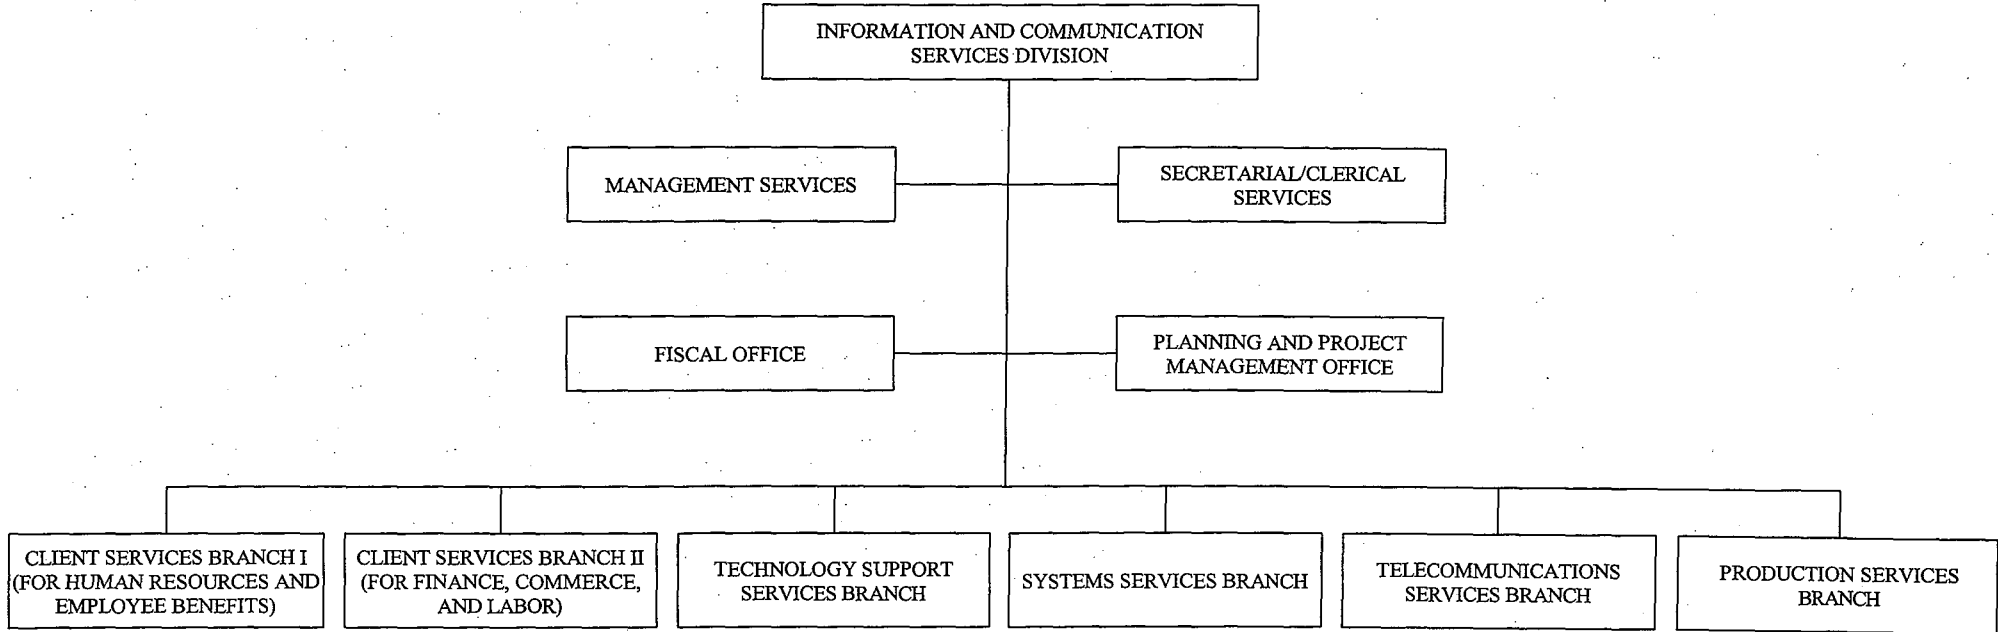 INFORMATION AND COMMUNICATION
SERVICES DIVISION
MANAGEMENT SERVICES
SECRETARIAL/CLERICAL
SERVICES
FISCAL OFFICE
PLANNING AND PROJECT
MANAGEMENT OFFICE
CLIENT SERVICES BRANCH I
(FOR HUMAN RESOURCES AND
EMPLOYEE BENEFITS)
CLIENT SERVICES BRANCH II
(FOR FINANCE, COMMERCE,
AND LABOR)
TECHNOLOGY SUPPORT
SERVICES BRANCH
SYSTEMS SERVICES BRANCH
TELECOMMUNICATIONS
SERVICES BRANCH
PRODUCTION SERVICES
BRANCH